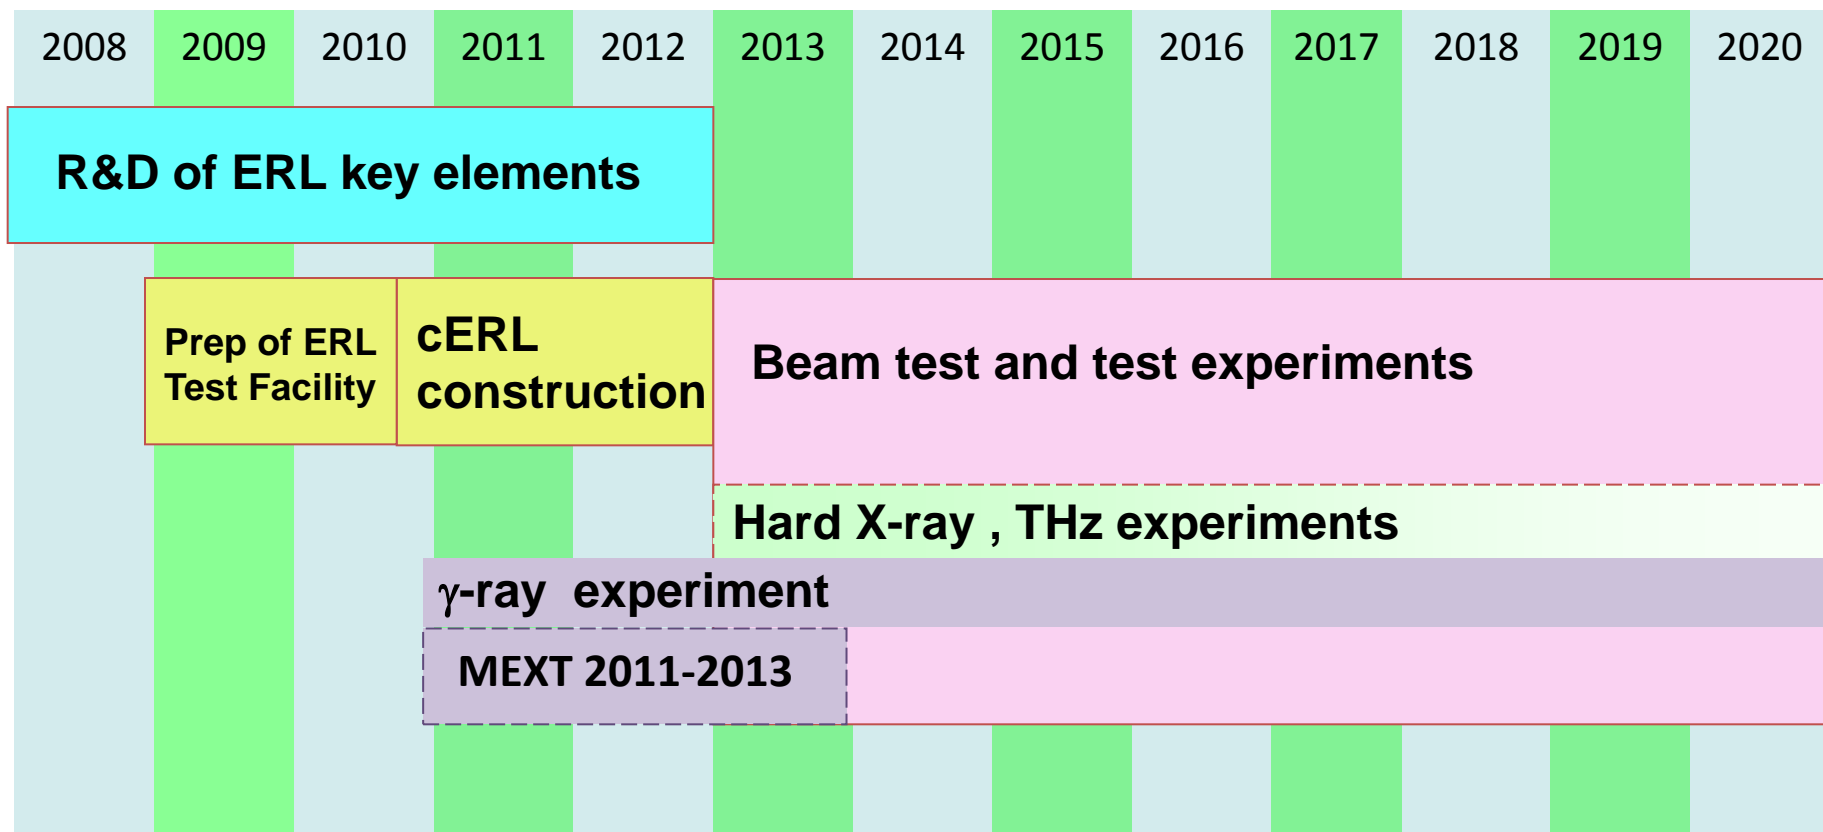 2008 2009 2010 2011 2012 2013 2014 2015 2016 2017 2018 2019 2020
R&D of ERL key elements
Prep of ERL
Test Facility
cERL
construction
Beam test and test experiments
Hard X-ray , THz experiments
γ-ray experiment
MEXT 2011-2013